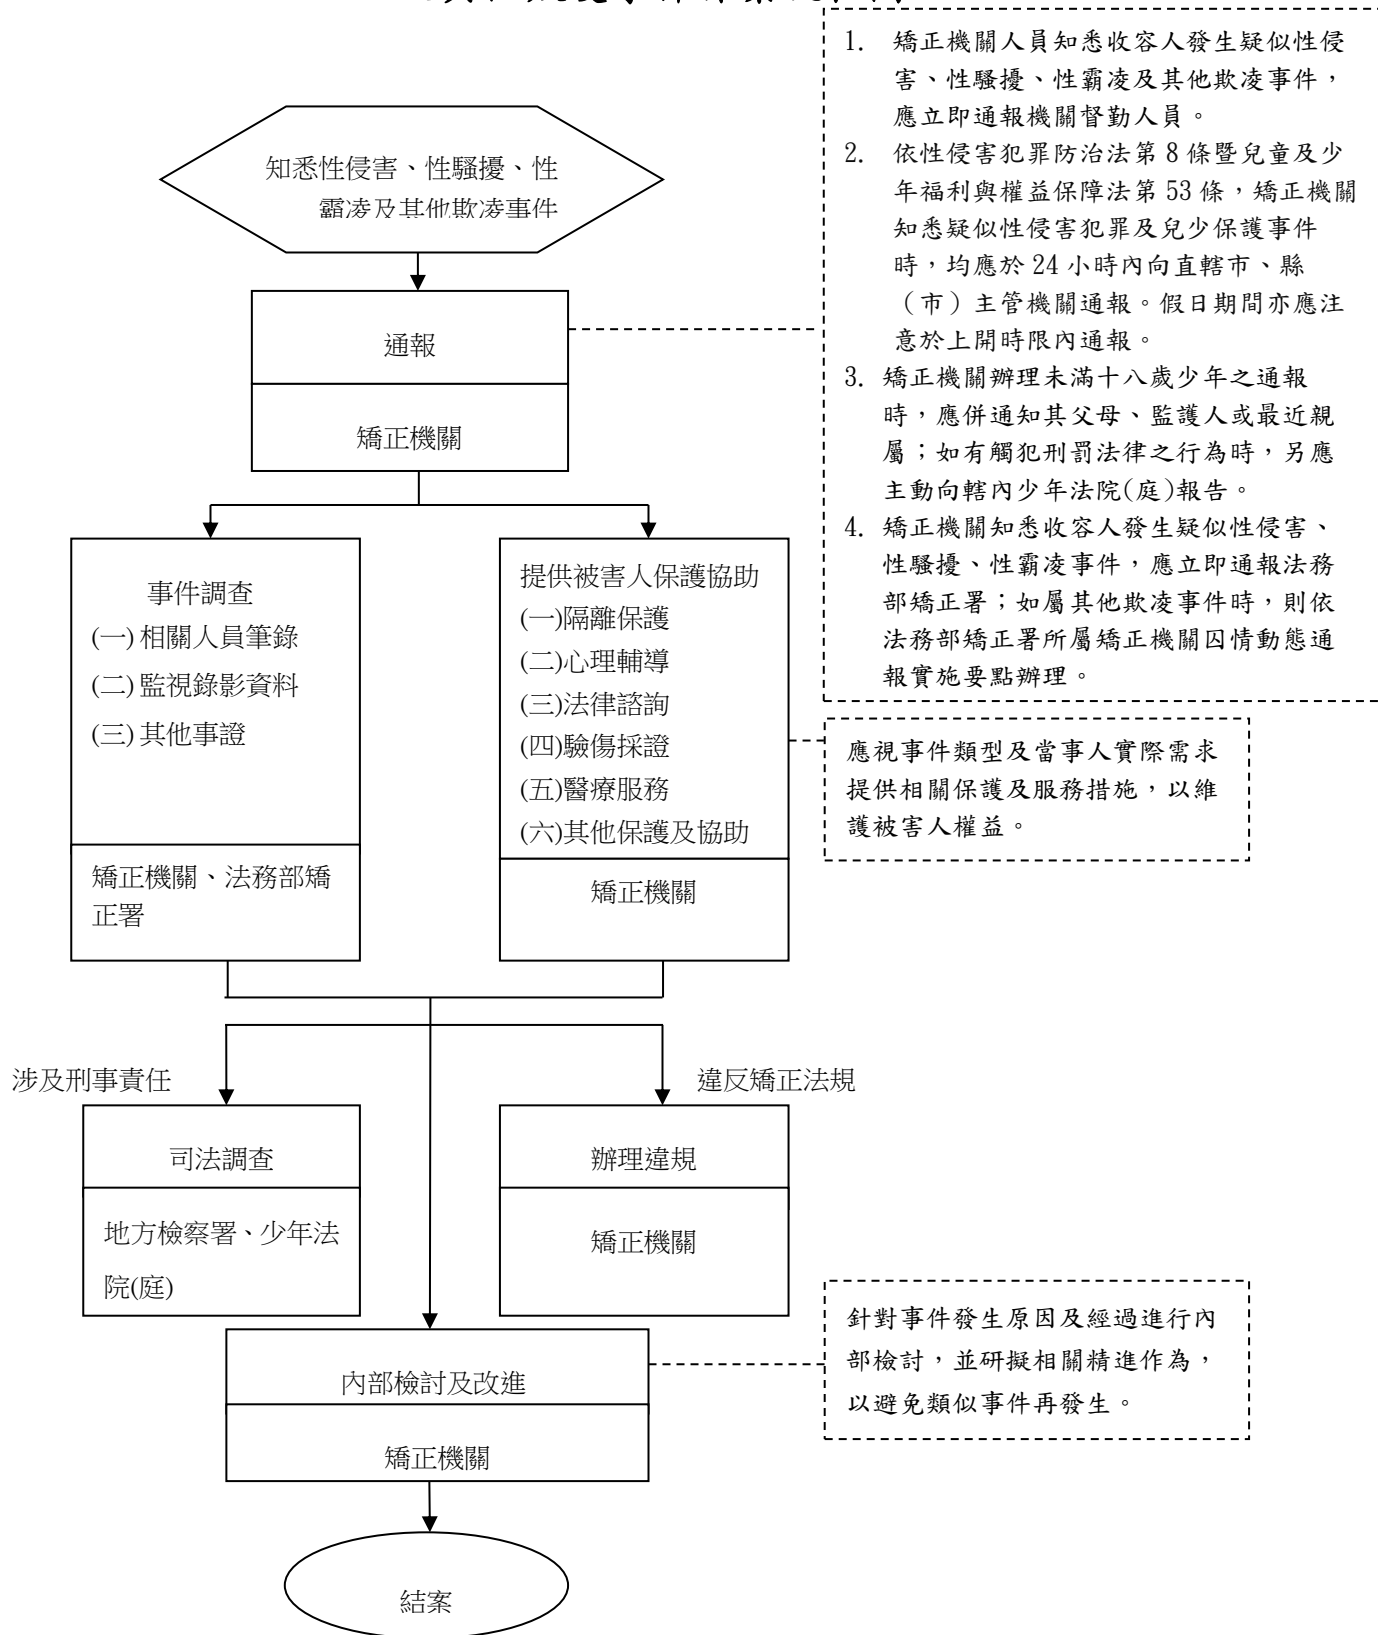 知悉性侵害、性騷擾、性
霸凌及其他欺凌事件
通報
矯正機關
1. 矯正機關人員知悉收容人發生疑似性侵
害、性騷擾、性霸凌及其他欺凌事件，
應立即通報機關督勤人員。
2. 依性侵害犯罪防治法第 8 條暨兒童及少
年福利與權益保障法第 53 條，矯正機關
知悉疑似性侵害犯罪及兒少保護事件
時，均應於 24 小時內向直轄市、縣
（市）主管機關通報。假日期間亦應注
意於上開時限內通報。
3. 矯正機關辦理未滿十八歲少年之通報
時，應併通知其父母、監護人或最近親
屬；如有觸犯刑罰法律之行為時，另應
主動向轄內少年法院(庭)報告。
4. 矯正機關知悉收容人發生疑似性侵害、
性騷擾、性霸凌事件，應立即通報法務
部矯正署；如屬其他欺凌事件時，則依
法務部矯正署所屬矯正機關囚情動態通
報實施要點辦理。
事件調查
(一)相關人員筆錄
(二)監視錄影資料
(三)其他事證
矯正機關、法務部矯
正署
提供被害人保護協助
(一)隔離保護
(二)心理輔導
(三)法律諮詢
(四)驗傷採證
(五)醫療服務
(六)其他保護及協助
矯正機關
應視事件類型及當事人實際需求
提供相關保護及服務措施，以維
護被害人權益。
涉及刑事責任
違反矯正法規
司法調查
地方檢察署、少年法
院(庭)
辦理違規
矯正機關
內部檢討及改進
矯正機關
針對事件發生原因及經過進行內
部檢討，並研擬相關精進作為，
以避免類似事件再發生。
結案